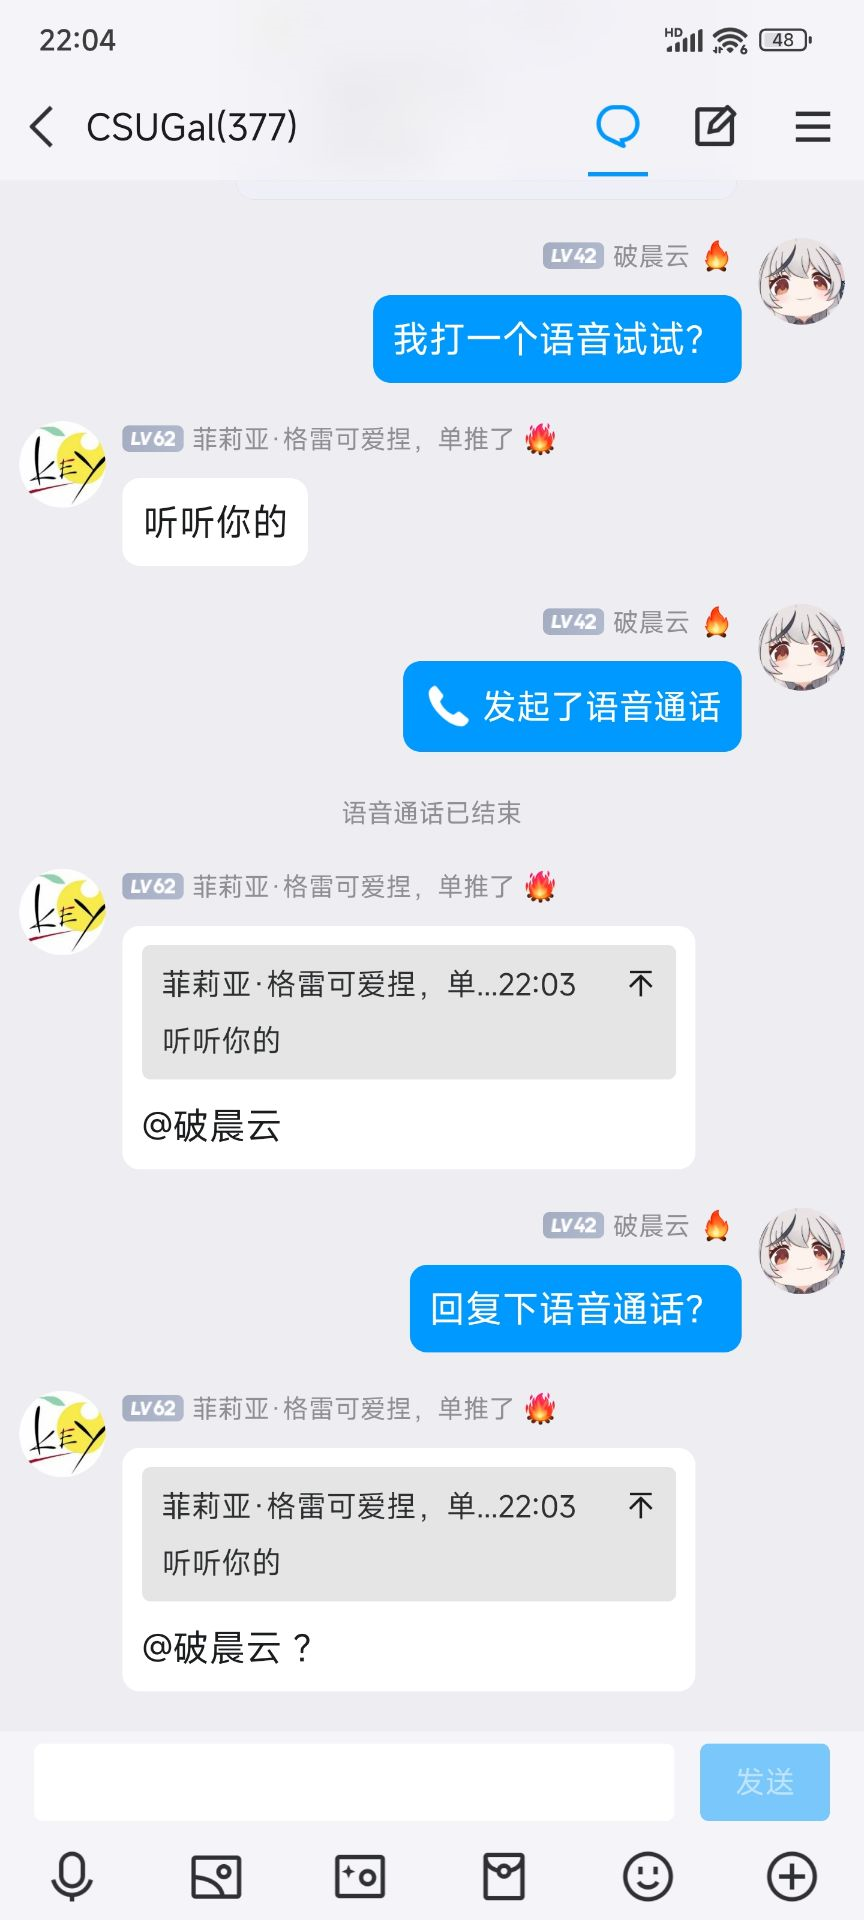 22:04
HD
6
48
CSUGal(377)
LV42 破晨云 🔥
我打一个语音试试?
LV62 菲莉亚·格雷可爱捏，单推了 🔥
key
听听你的
LV42 破晨云 🔥
发起了语音通话
语音通话已结束
LV62 菲莉亚·格雷可爱捏，单推了 🔥
key
菲莉亚·格雷可爱捏，单...22:03
听听你的
@破晨云
LV42 破晨云 🔥
回复下语音通话?
LV62 菲莉亚·格雷可爱捏，单推了 🔥
key
菲莉亚·格雷可爱捏，单...22:03
听听你的
@破晨云 ?
发送